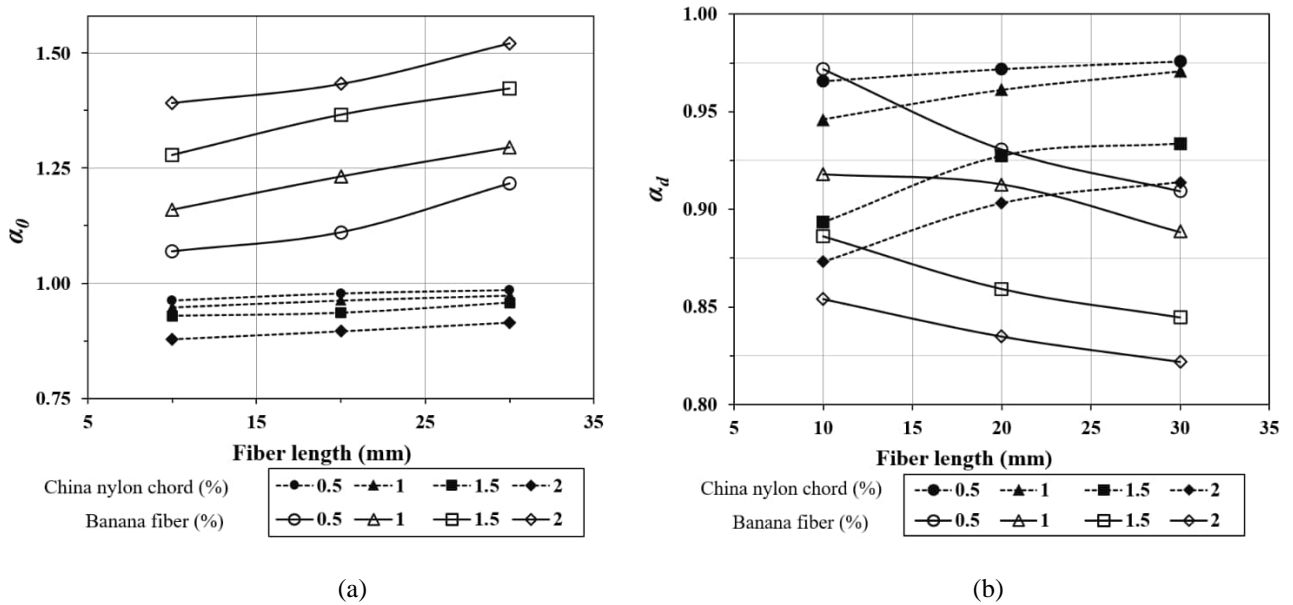 1.50
1.25
1.00
0.75
α0
5 15 25 35
Fiber length (mm)
China nylon chord (%) 0.5 1 1.5 2
Banana fiber (%) 0.5 1 1.5 2
(a)
1.00
0.95
0.90
0.85
0.80
αd
5 10 15 20 25 30 35
Fiber length (mm)
China nylon chord (%) 0.5 1 1.5 2
Banana fiber (%) 0.5 1 1.5 2
(b)